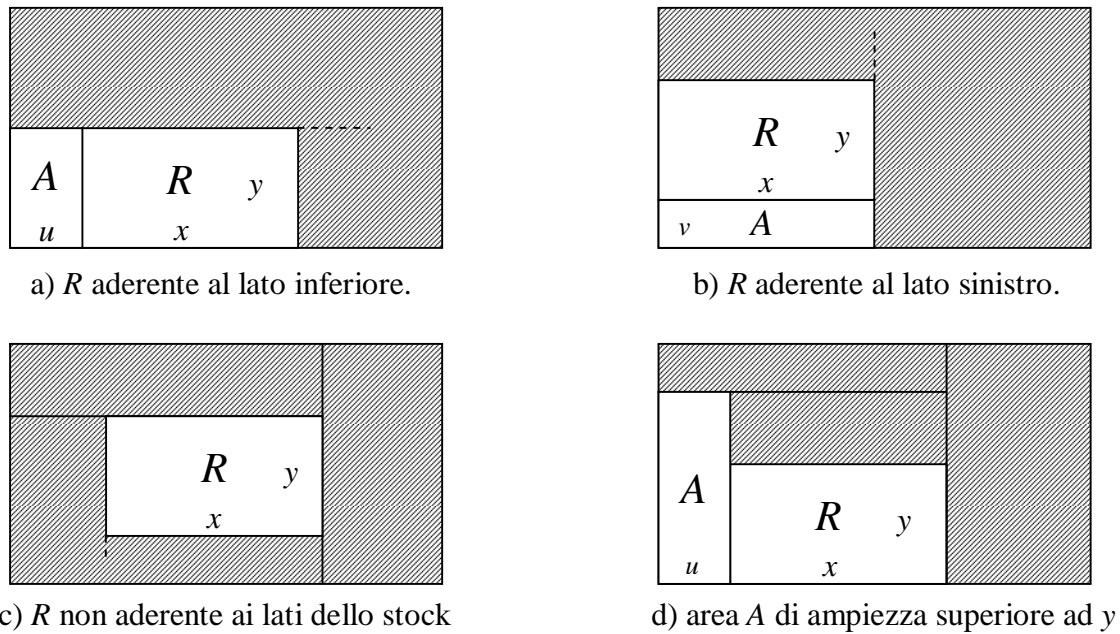 A
R
y
u
x
a) R aderente al lato inferiore.
R
y
x
v
A
b) R aderente al lato sinistro.
R
y
x
c) R non aderente ai lati dello stock
A
R
y
u
x
d) area A di ampiezza superiore ad y